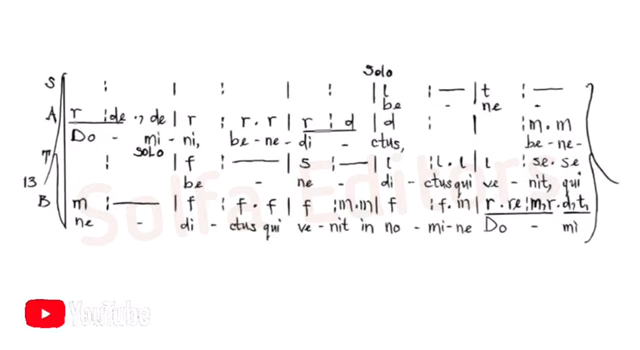 Solo
S : | : | : | l : — | t : —
be - ne -
A r : de ., de | r : r . r | r : d | d : | : m . m
Do - mi - ni, be - ne - di - ctus, be - ne -
Solo
T : | f : — | s : — | l : l . l | l : se . se
be - ne - di - ctus qui ve - nit, qui
13
B m : — | f : f . f | f : m . m | f : f . m | r . re : m , r . d , t,
ne - di - ctus qui ve - nit in no - mi - ne Do - mi
Solfa Editors
YouTube